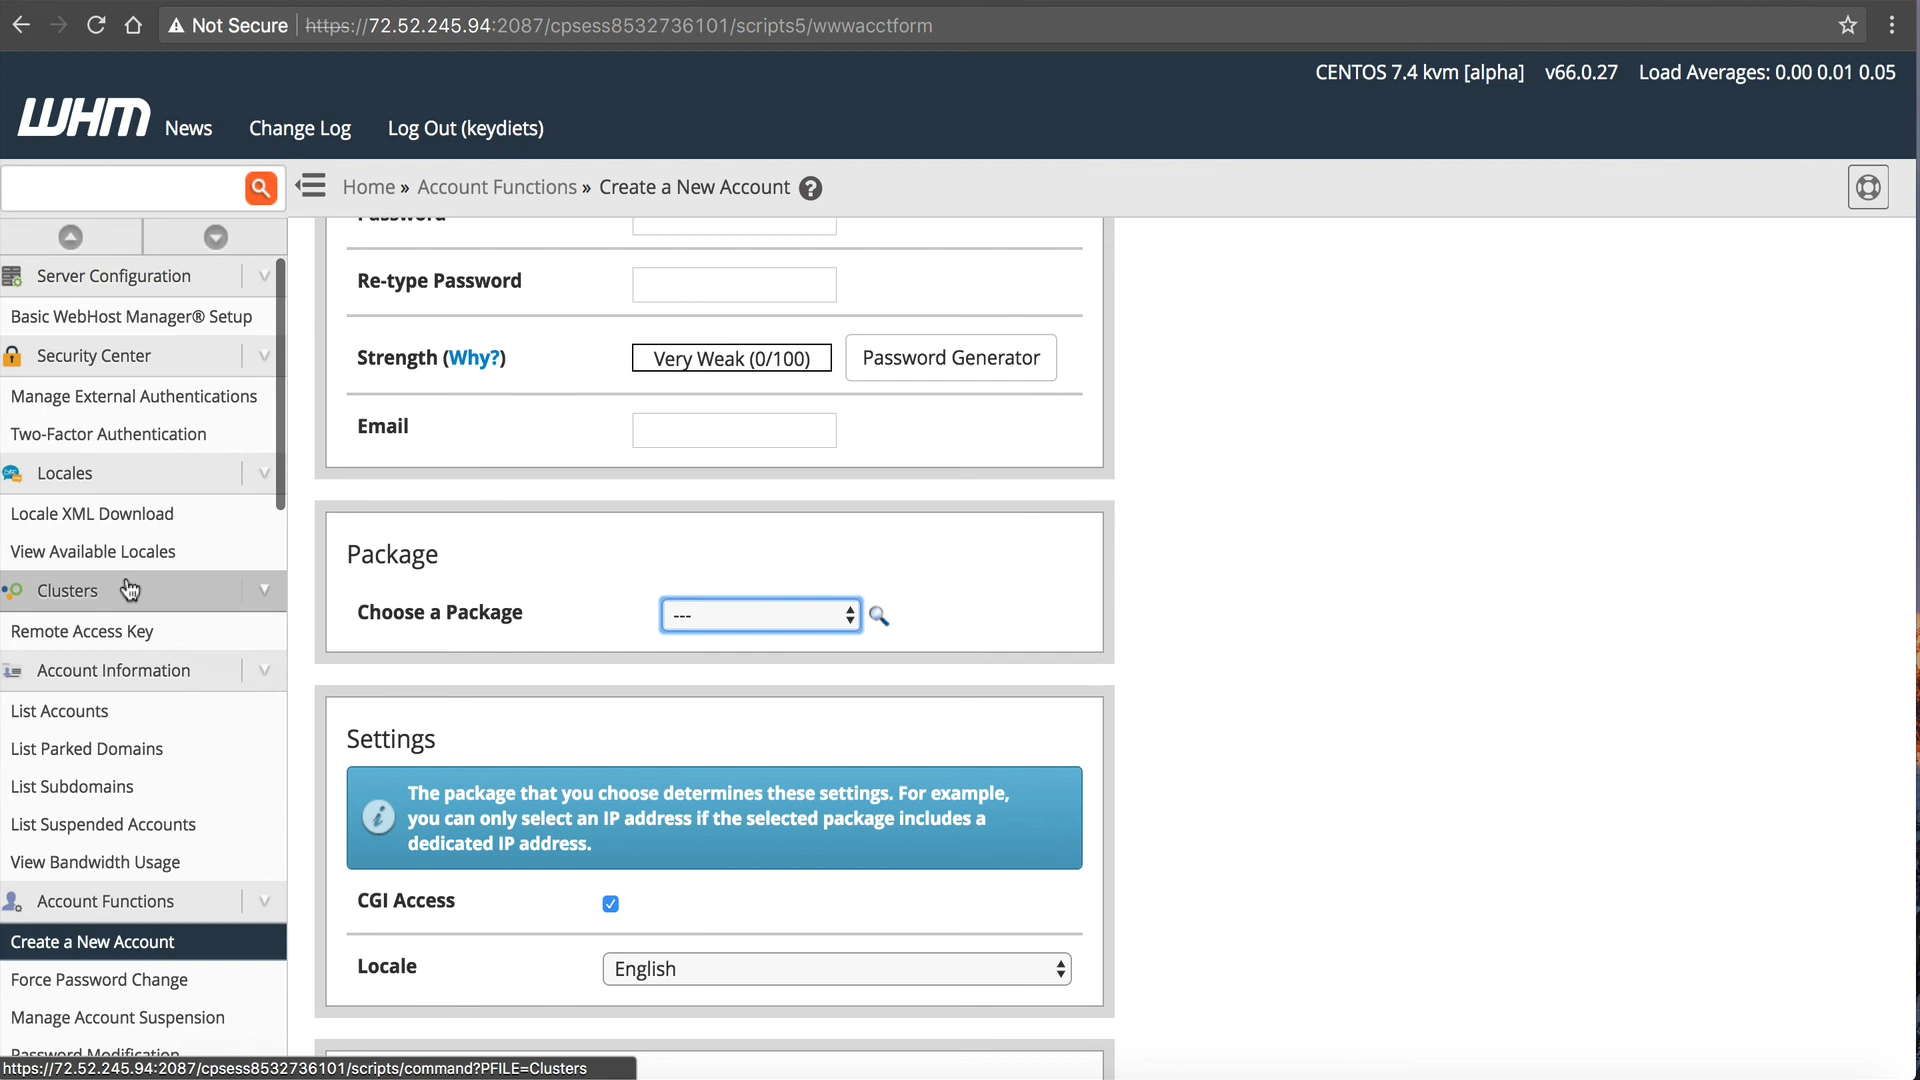 Not Secure https://72.52.245.94:2087/cpsess8532736101/scripts5/wwwacctform
CENTOS 7.4 kvm [alpha] v66.0.27 Load Averages: 0.00 0.01 0.05
WHM News Change Log Log Out (keydiets)
Home » Account Functions » Create a New Account ?
Server Configuration
Basic WebHost Manager® Setup
Security Center
Manage External Authentications
Two-Factor Authentication
Locales
Locale XML Download
View Available Locales
Clusters
Remote Access Key
Account Information
List Accounts
List Parked Domains
List Subdomains
List Suspended Accounts
View Bandwidth Usage
Account Functions
Create a New Account
Force Password Change
Manage Account Suspension
Password Modification
https://72.52.245.94:2087/cpsess8532736101/scripts/command?PFILE=Clusters
Password
Re-type Password
Strength (Why?) Very Weak (0/100) Password Generator
Email
Package
Choose a Package ---
Settings
The package that you choose determines these settings. For example,
you can only select an IP address if the selected package includes a
dedicated IP address.
CGI Access
Locale English